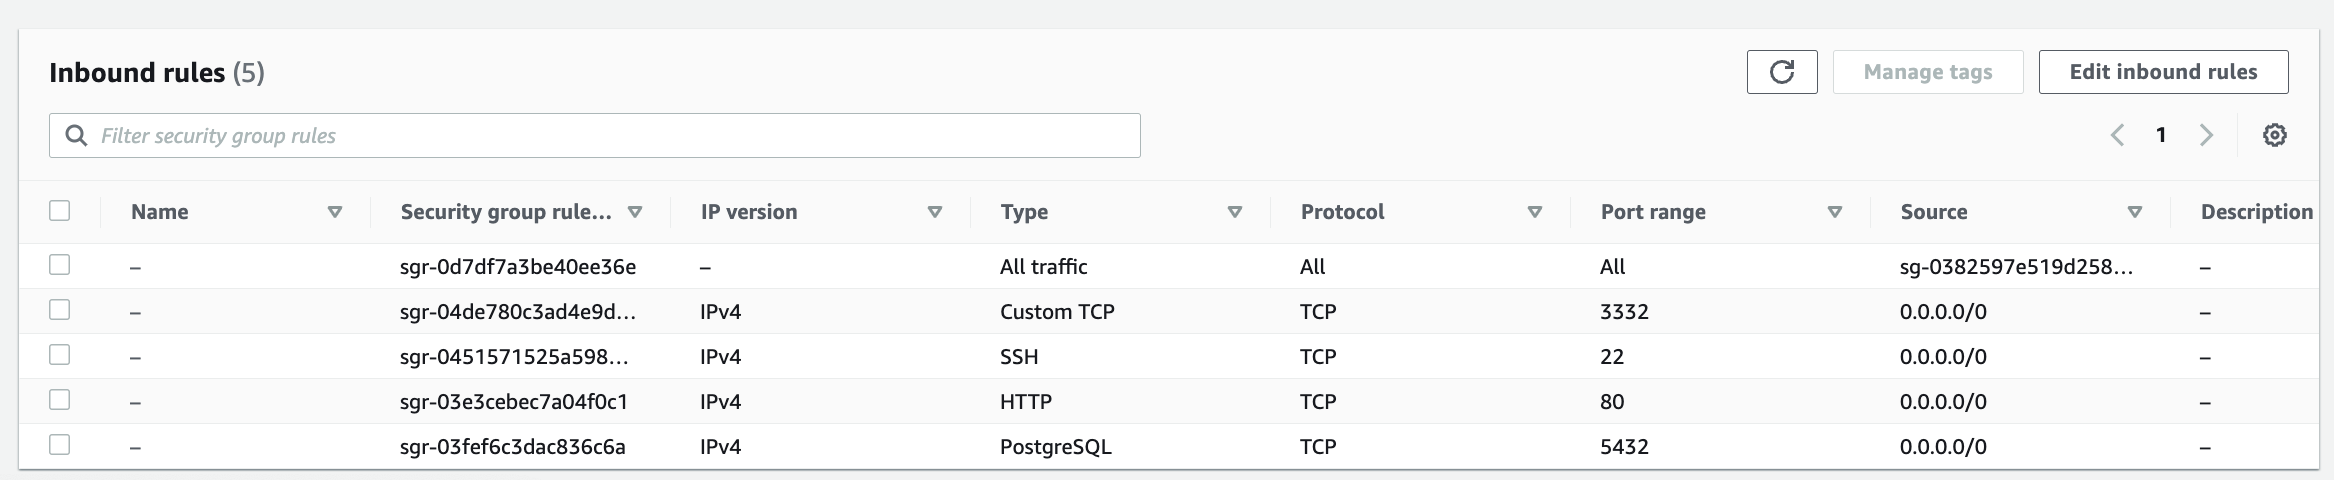 Inbound rules (5)
Manage tags
Edit inbound rules
Filter security group rules
1
Name Security group rule... IP version Type Protocol Port range Source Description
– sgr-0d7df7a3be40ee36e – All traffic All All sg-0382597e519d258... –
– sgr-04de780c3ad4e9d... IPv4 Custom TCP TCP 3332 0.0.0.0/0 –
– sgr-0451571525a598... IPv4 SSH TCP 22 0.0.0.0/0 –
– sgr-03e3cebec7a04f0c1 IPv4 HTTP TCP 80 0.0.0.0/0 –
– sgr-03fef6c3dac836c6a IPv4 PostgreSQL TCP 5432 0.0.0.0/0 –